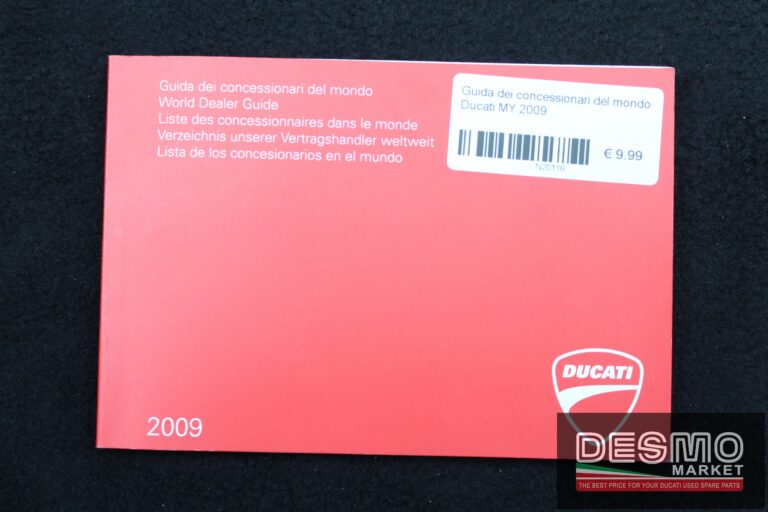 Guida dei concessionari del mondo
World Dealer Guide
Liste des concessionnaires dans le monde
Verzeichnis unserer Vertragshandler weltweit
Lista de los concesionarios en el mundo
Guida dei concessionari del mondo
Ducati MY 2009
€ 9.99
N20116
DUCATI
2009
DESMO
MARKET
THE BEST PRICE FOR YOUR DUCATI USED SPARE PARTS